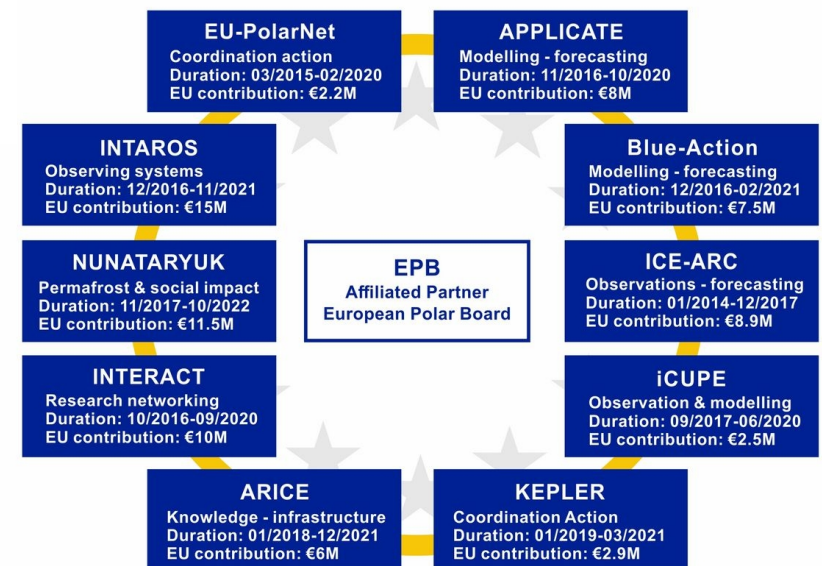 EU-PolarNet
Coordination action
Duration: 03/2015-02/2020
EU contribution: €2.2M
APPLICATE
Modelling - forecasting
Duration: 11/2016-10/2020
EU contribution: €8M
INTAROS
Observing systems
Duration: 12/2016-11/2021
EU contribution: €15M
Blue-Action
Modelling - forecasting
Duration: 12/2016-02/2021
EU contribution: €7.5M
NUNATARYUK
Permafrost & social impact
Duration: 11/2017-10/2022
EU contribution: €11.5M
EPB
Affiliated Partner
European Polar Board
ICE-ARC
Observations - forecasting
Duration: 01/2014-12/2017
EU contribution: €8.9M
INTERACT
Research networking
Duration: 10/2016-09/2020
EU contribution: €10M
iCUPE
Observation & modelling
Duration: 09/2017-06/2020
EU contribution: €2.5M
ARICE
Knowledge - infrastructure
Duration: 01/2018-12/2021
EU contribution: €6M
KEPLER
Coordination Action
Duration: 01/2019-03/2021
EU contribution: €2.9M